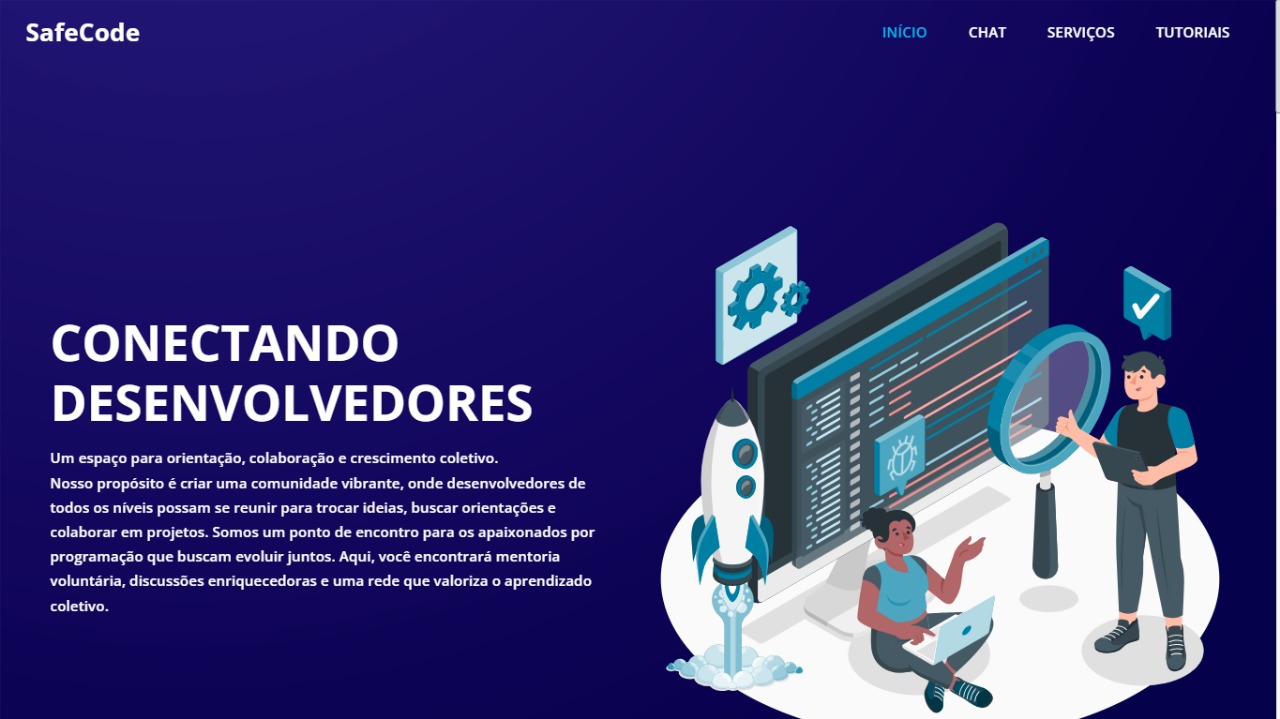 SafeCode
INÍCIO
CHAT
SERVIÇOS
TUTORIAIS
CONECTANDO
DESENVOLVEDORES
Um espaço para orientação, colaboração e crescimento coletivo.
Nosso propósito é criar uma comunidade vibrante, onde desenvolvedores de
todos os níveis possam se reunir para trocar ideias, buscar orientações e
colaborar em projetos. Somos um ponto de encontro para os apaixonados por
programação que buscam evoluir juntos. Aqui, você encontrará mentoria
voluntária, discussões enriquecedoras e uma rede que valoriza o aprendizado
coletivo.